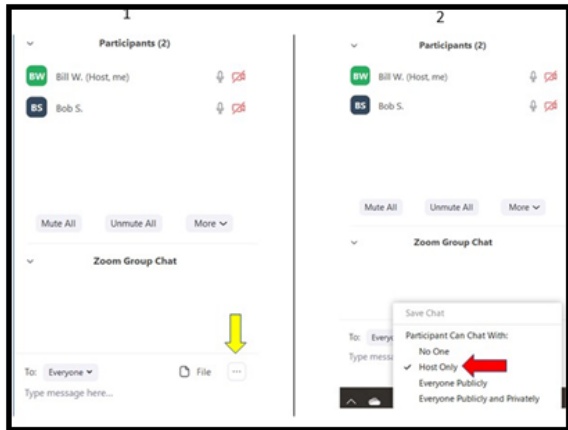 1
Participants (2)
BW Bill W. (Host, me)
BS Bob S.
Mute All Unmute All More
Zoom Group Chat
To: Everyone File ...
Type message here...
2
Participants (2)
BW Bill W. (Host, me)
BS Bob S.
Mute All Unmute All More
Zoom Group Chat
Save Chat
To: Every
Participant Can Chat With:
Type messa
No One
Host Only
Everyone Publicly
Everyone Publicly and Privately